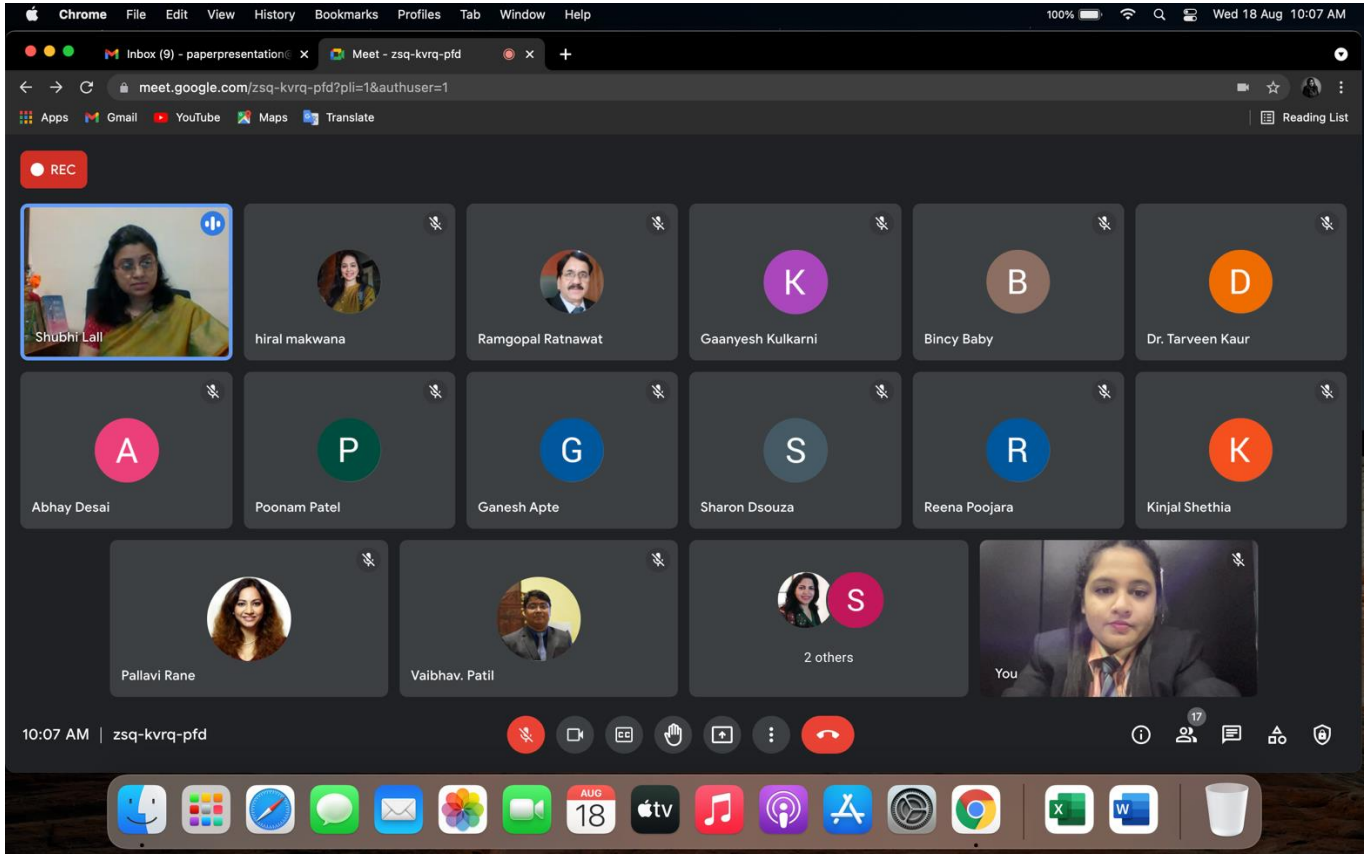 Chrome File Edit View History Bookmarks Profiles Tab Window Help 100% Wed 18 Aug 10:07 AM
Inbox (9) - paperpresentation@ Meet - zsq-kvrq-pfd
meet.google.com/zsq-kvrq-pfd?pli=1&authuser=1
Apps Gmail YouTube Maps Translate Reading List
REC
K B D
Shubhi Lall hiral makwana Ramgopal Ratnawat Gaanyesh Kulkarni Bincy Baby Dr. Tarveen Kaur
A P G S R K
Abhay Desai Poonam Patel Ganesh Apte Sharon Dsouza Reena Poojara Kinjal Shethia
S
2 others
Pallavi Rane Vaibhav. Patil You
17
10:07 AM | zsq-kvrq-pfd CC
AUG
18 tv X W